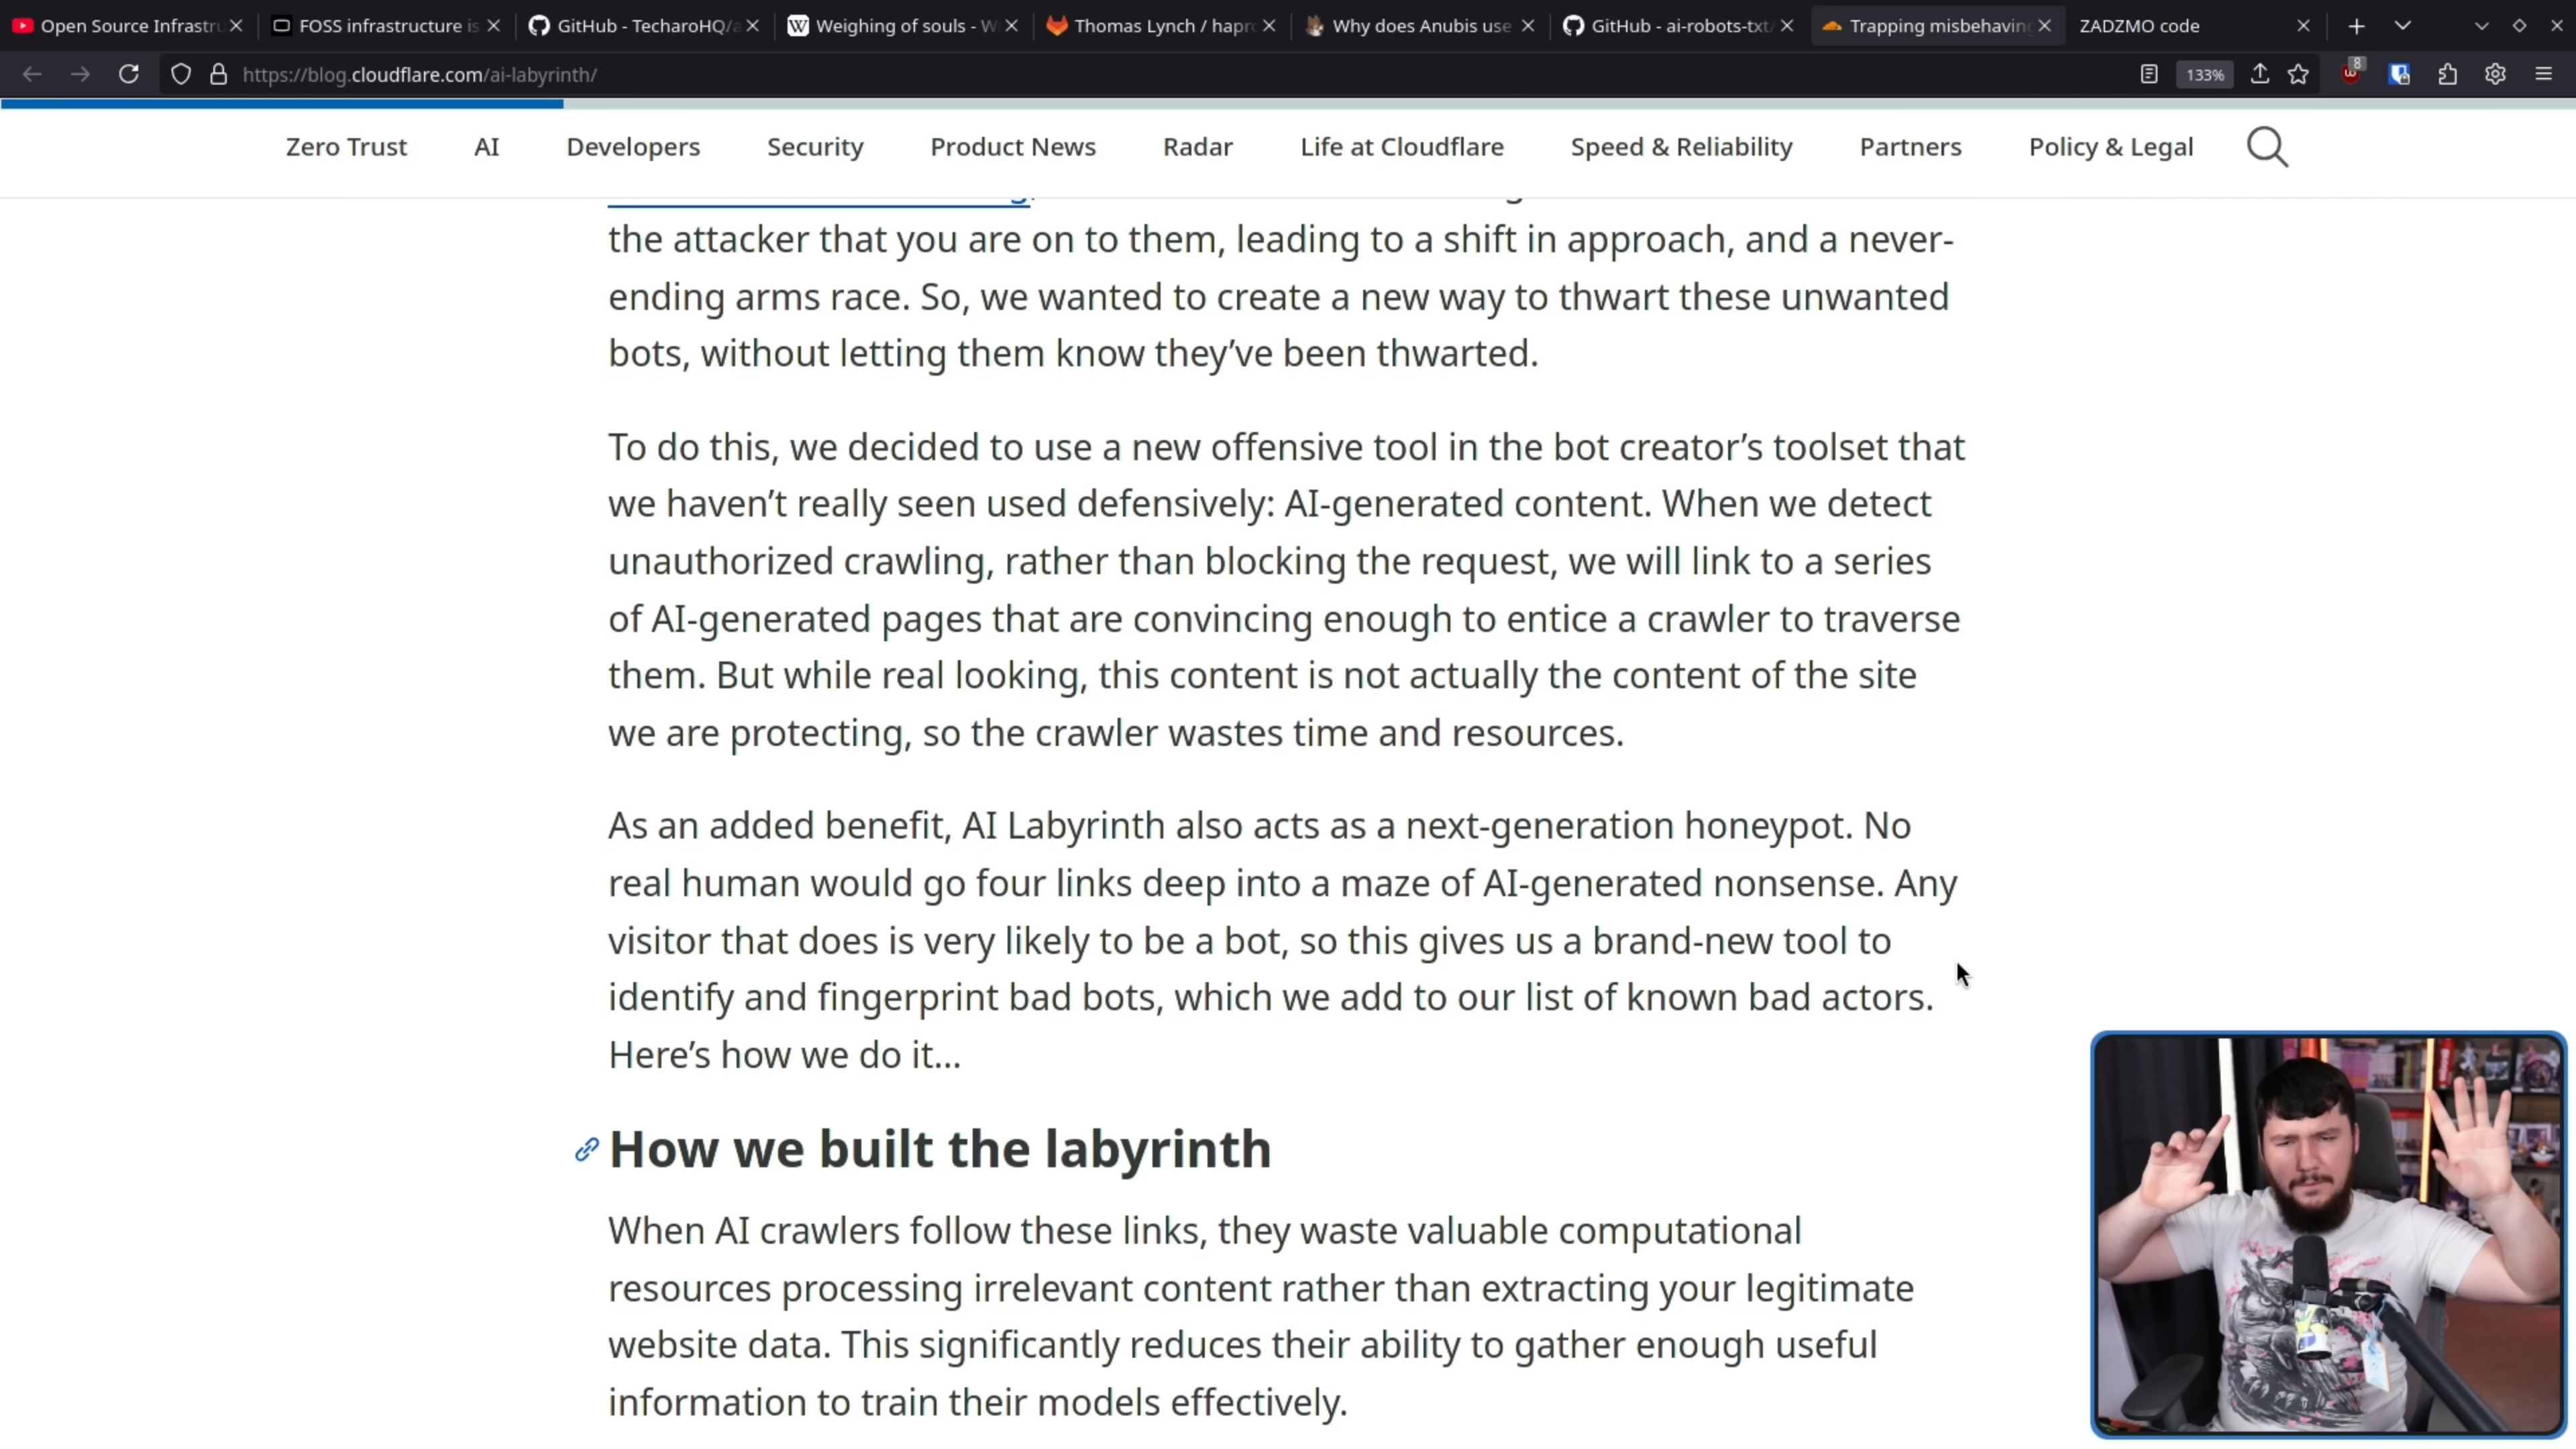 Open Source Infrastru
FOSS infrastructure is
GitHub - TecharoHQ/a
Weighing of souls - W
Thomas Lynch / hapro
Why does Anubis use
GitHub - ai-robots-txt/
Trapping misbehaving
ZADZMO code
https://blog.cloudflare.com/ai-labyrinth/
133%
8
Zero Trust
AI
Developers
Security
Product News
Radar
Life at Cloudflare
Speed & Reliability
Partners
Policy & Legal
the attacker that you are on to them, leading to a shift in approach, and a never-
ending arms race. So, we wanted to create a new way to thwart these unwanted
bots, without letting them know they’ve been thwarted.
To do this, we decided to use a new offensive tool in the bot creator’s toolset that
we haven’t really seen used defensively: AI-generated content. When we detect
unauthorized crawling, rather than blocking the request, we will link to a series
of AI-generated pages that are convincing enough to entice a crawler to traverse
them. But while real looking, this content is not actually the content of the site
we are protecting, so the crawler wastes time and resources.
As an added benefit, AI Labyrinth also acts as a next-generation honeypot. No
real human would go four links deep into a maze of AI-generated nonsense. Any
visitor that does is very likely to be a bot, so this gives us a brand-new tool to
identify and fingerprint bad bots, which we add to our list of known bad actors.
Here’s how we do it...
How we built the labyrinth
When AI crawlers follow these links, they waste valuable computational
resources processing irrelevant content rather than extracting your legitimate
website data. This significantly reduces their ability to gather enough useful
information to train their models effectively.